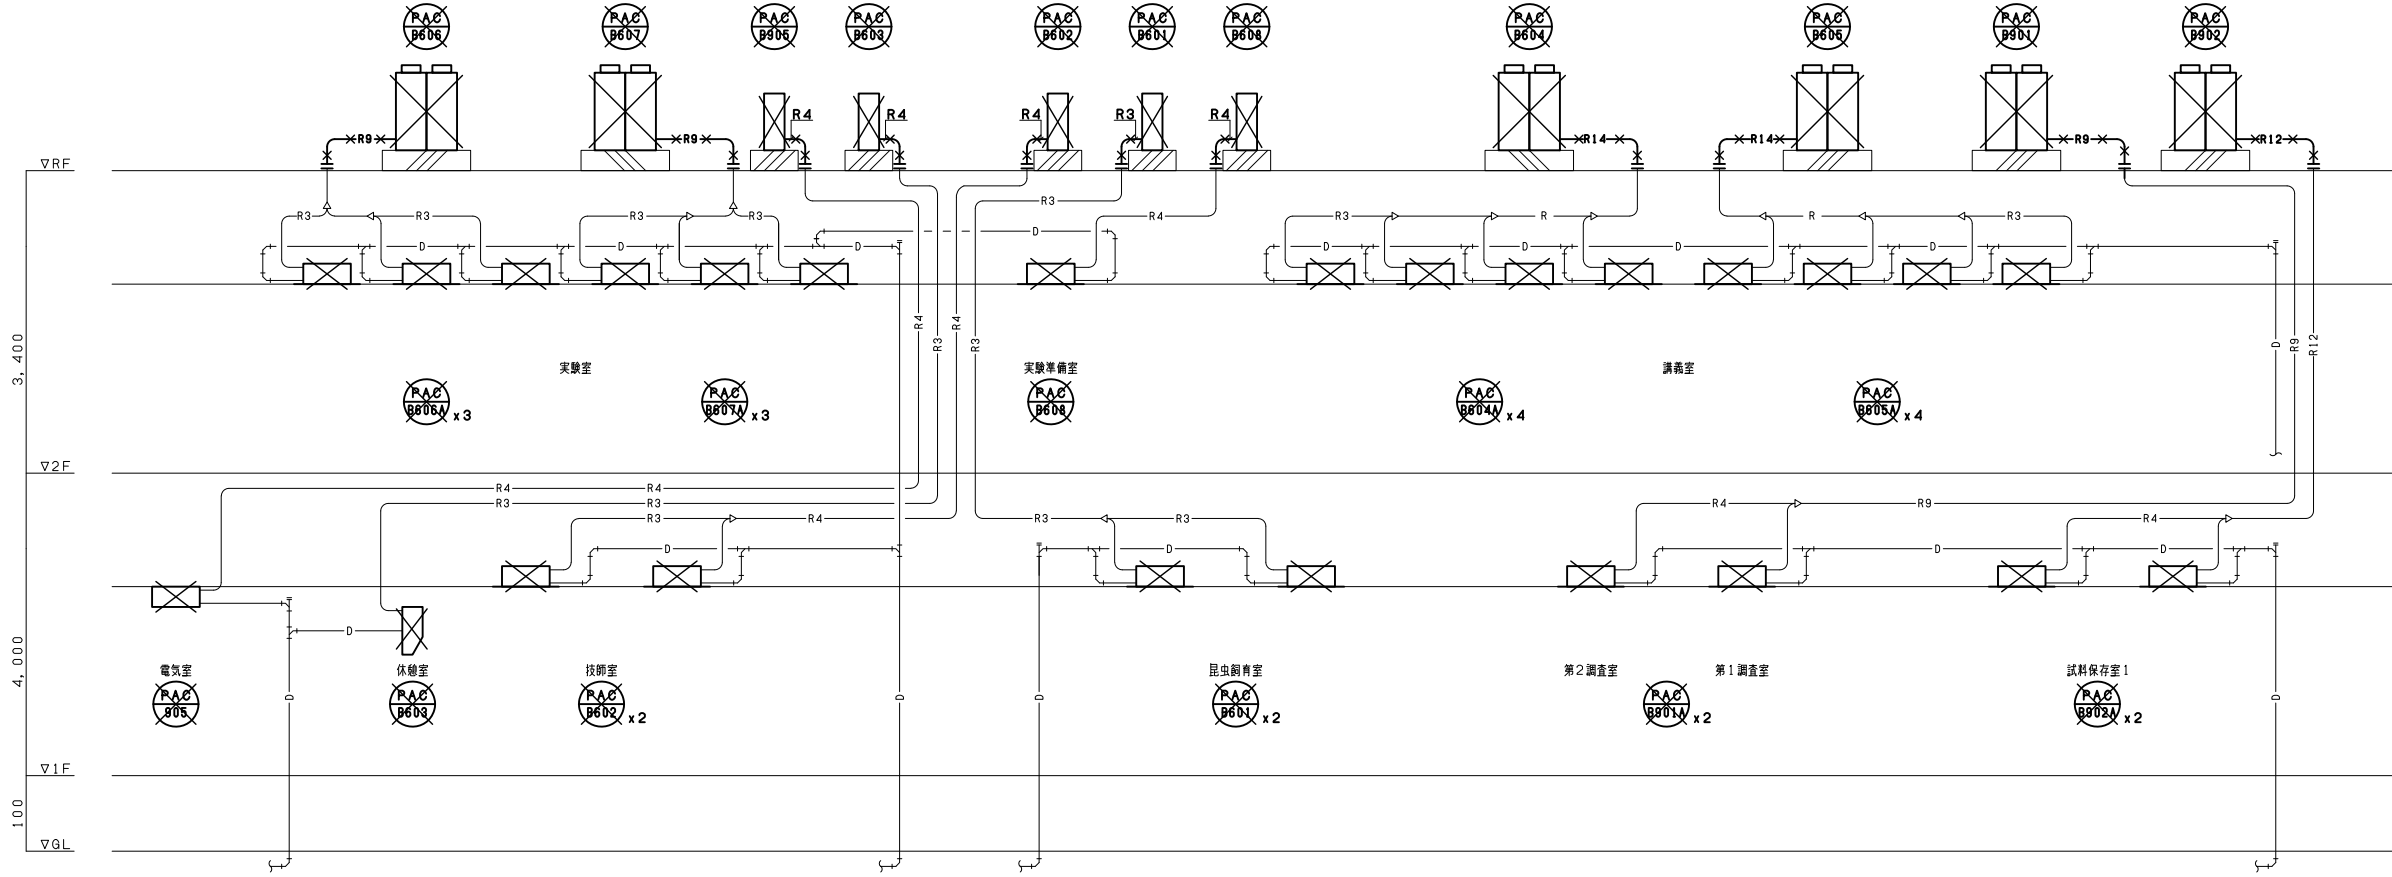 PAC
B606
PAC
B607
PAC
B905
PAC
B603
PAC
B602
PAC
B601
PAC
B608
PAC
B604
PAC
B605
PAC
B901
PAC
B902
R4
R4
R4
R3
R4
R9
R9
R14
R14
R9
R12
▽RF
R3
R3
R3
R3
R3
R4
R3
R
R
R3
D
D
D
D
D
D
D
D
R4
R3
R4
R3
D
R9
R12
3,400
実験室
実験準備室
講義室
PAC
B606A x3
PAC
B607A x3
PAC
B608
PAC
B604A x4
PAC
B605A x4
▽2F
R4
R4
R3
R3
R4
R9
R3
R4
R3
R3
R4
D
D
D
D
D
4,000
電気室
休憩室
技師室
昆虫飼育室
第2調査室
第1調査室
試料保存室1
PAC
905
PAC
B603
PAC
B602 x2
PAC
B601 x2
PAC
B901A x2
PAC
B902A x2
D
D
D
D
▽1F
100
▽GL